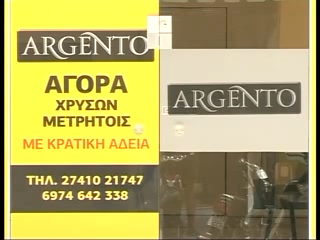 ARGENTO
ΑΓΟΡΑ
ΧΡΥΣΩΝ
ΜΕΤΡΗΤΟΙΣ
ΜΕ ΚΡΑΤΙΚΗ ΑΔΕΙΑ
ΤΗΛ. 27410 21747
6974 642 338
ARGENTO